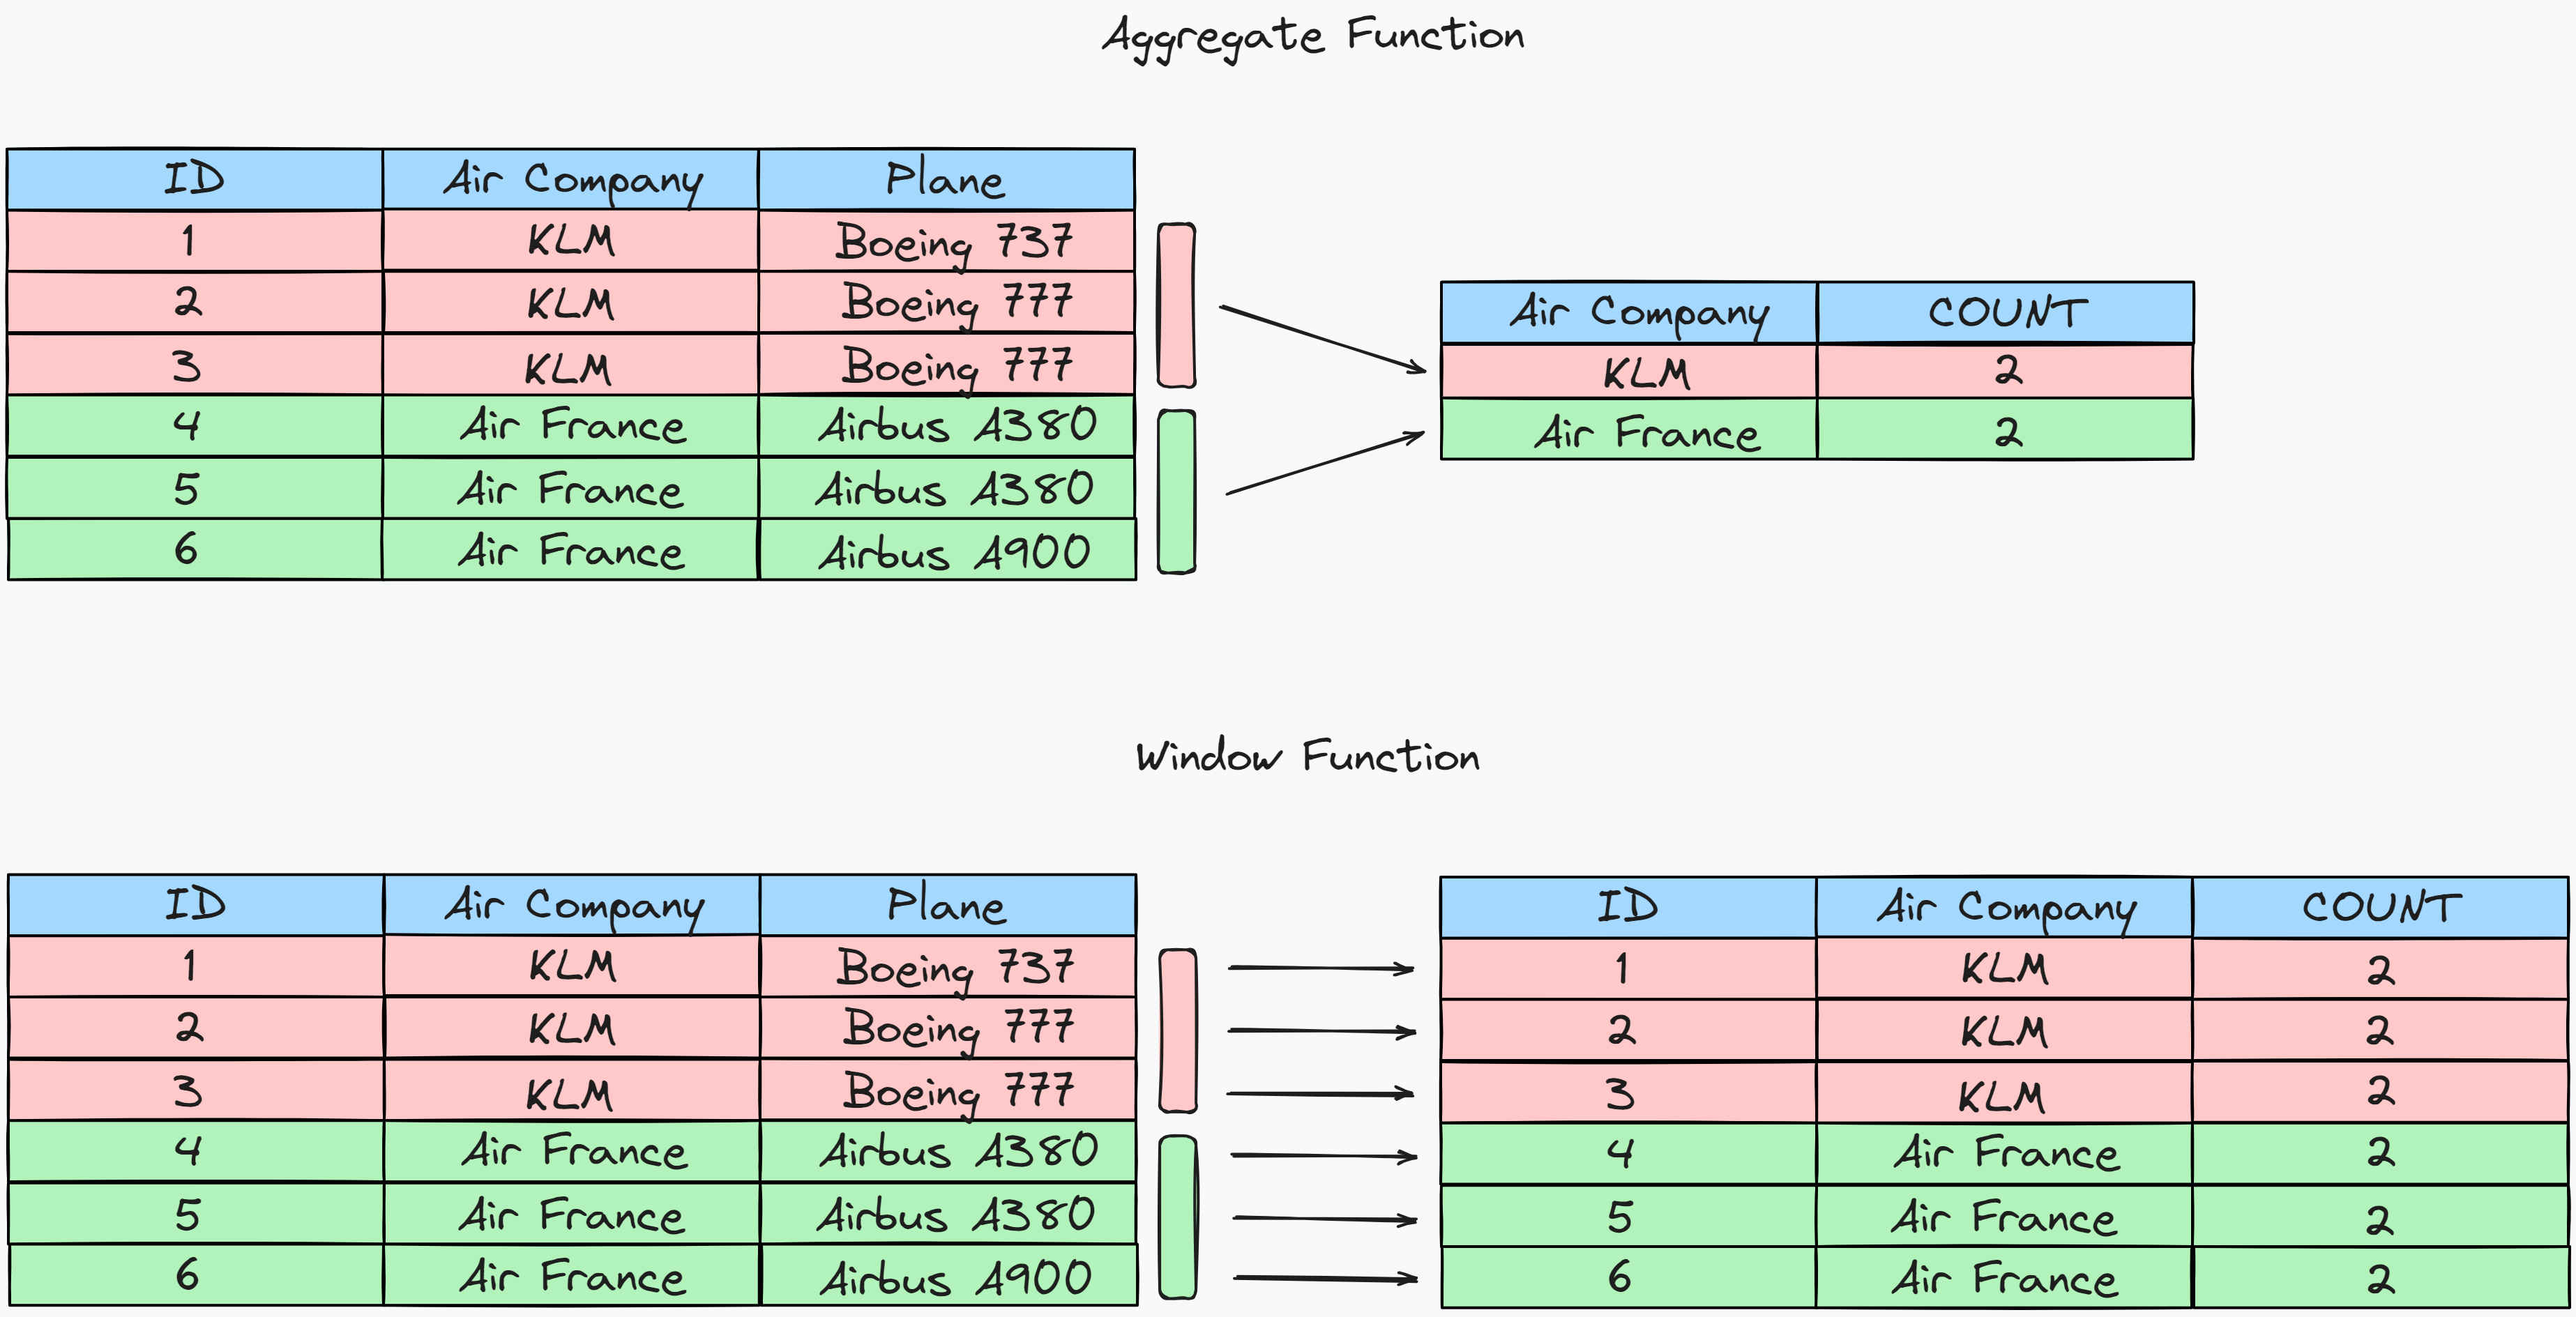 Aggregate Function
ID Air Company Plane
1 KLM Boeing 737
2 KLM Boeing 777
3 KLM Boeing 777
4 Air France Airbus A380
5 Air France Airbus A380
6 Air France Airbus A900
Air Company COUNT
KLM 2
Air France 2
Window Function
ID Air Company Plane
1 KLM Boeing 737
2 KLM Boeing 777
3 KLM Boeing 777
4 Air France Airbus A380
5 Air France Airbus A380
6 Air France Airbus A900
ID Air Company COUNT
1 KLM 2
2 KLM 2
3 KLM 2
4 Air France 2
5 Air France 2
6 Air France 2